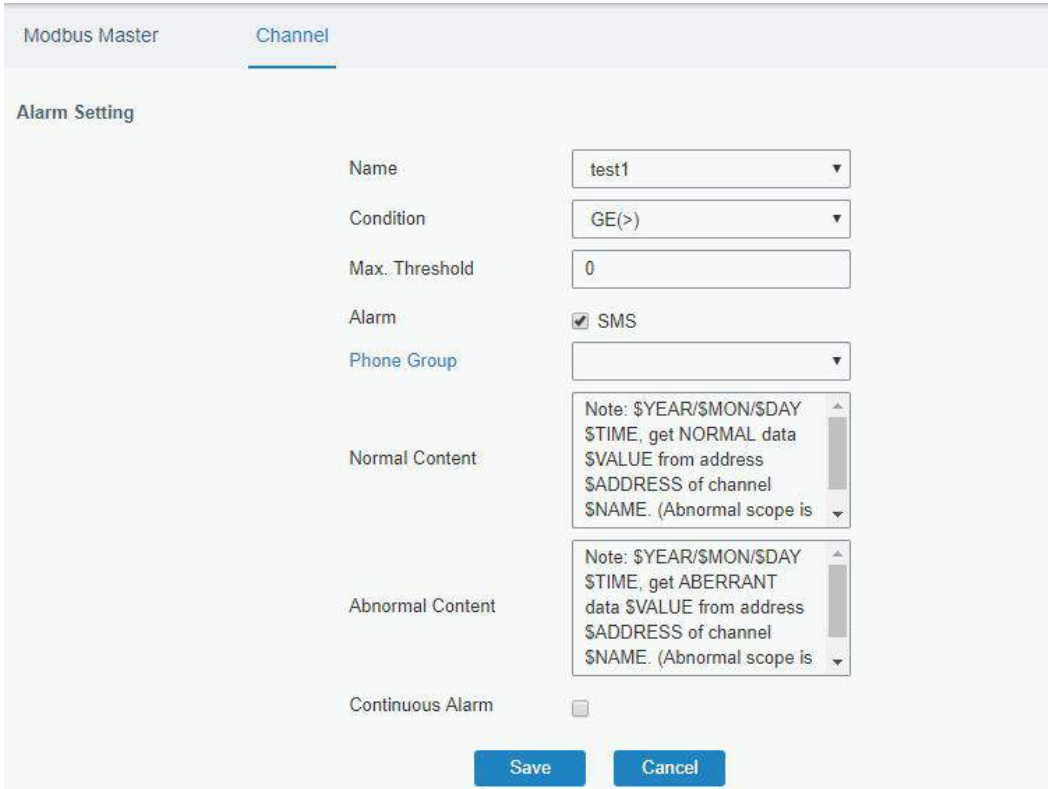 Modbus Master Channel
Alarm Setting
Name test1
Condition GE(>)
Max. Threshold 0
Alarm SMS
Phone Group
Normal Content
Note: $YEAR/$MON/$DAY
$TIME, get NORMAL data
$VALUE from address
$ADDRESS of channel
$NAME. (Abnormal scope is
Abnormal Content
Note: $YEAR/$MON/$DAY
$TIME, get ABERRANT
data $VALUE from address
$ADDRESS of channel
$NAME. (Abnormal scope is
Continuous Alarm
Save Cancel